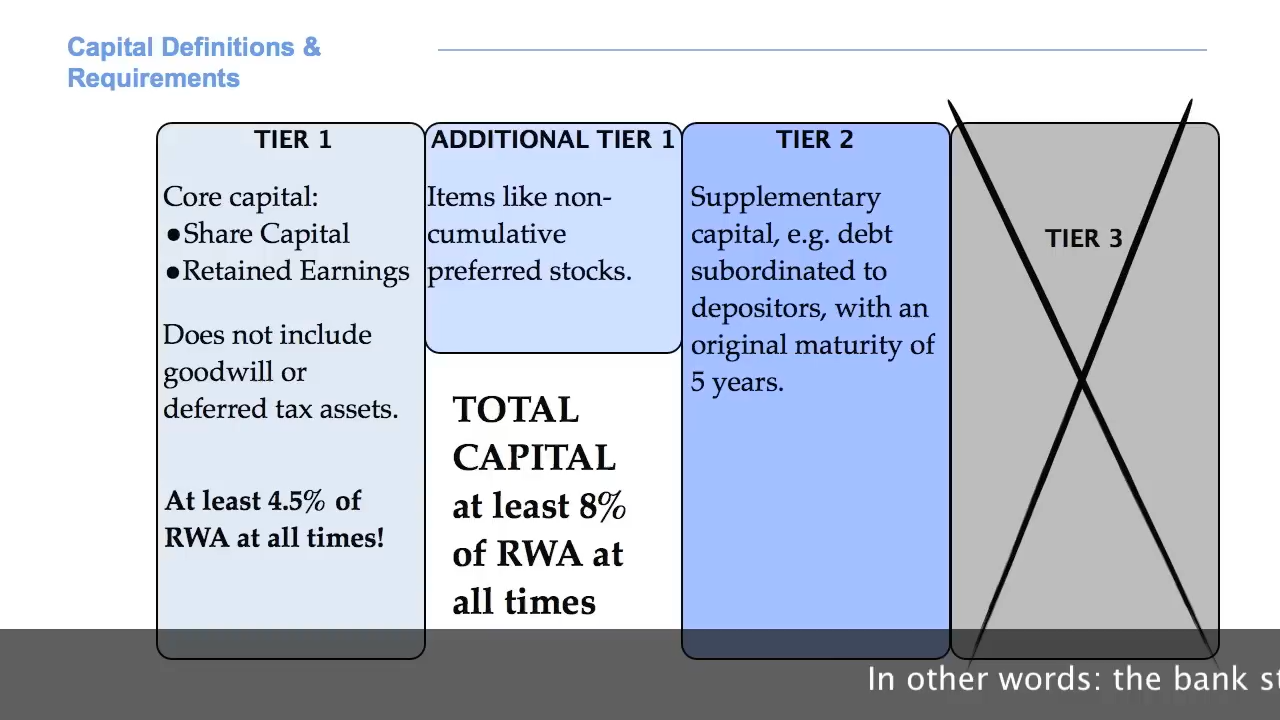 Capital Definitions &
Requirements
TIER 1
Core capital:
●Share Capital
●Retained Earnings
Does not include
goodwill or
deferred tax assets.
At least 4.5% of
RWA at all times!
ADDITIONAL TIER 1
Items like non-
cumulative
preferred stocks.
TOTAL
CAPITAL
at least 8%
of RWA at
all times
TIER 2
Supplementary
capital, e.g. debt
subordinated to
depositors, with an
original maturity of
5 years.
TIER 3
In other words: the bank